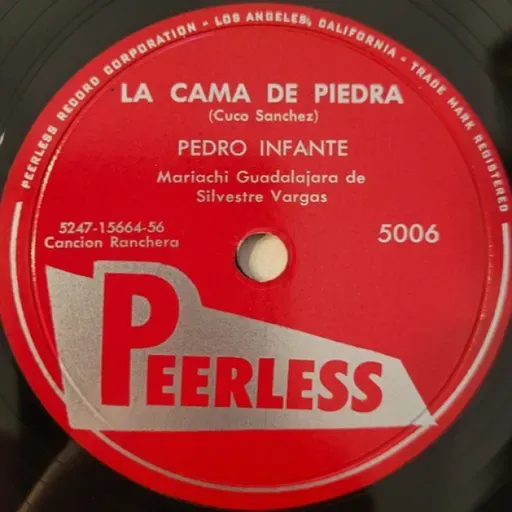 PEERLESS RECORD CORPORATION - LOS ANGELES, CALIFORNIA - TRADE MARK REGISTERED
LA CAMA DE PIEDRA
(Cuco Sanchez)
PEDRO INFANTE
Mariachi Guadalajara de
Silvestre Vargas
5247-15664-56
Cancion Ranchera
5006
PEERLESS